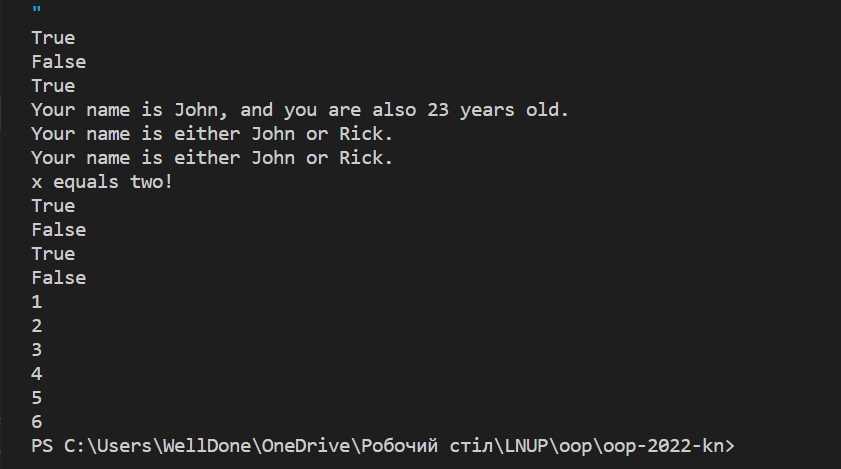 "
True
False
True
Your name is John, and you are also 23 years old.
Your name is either John or Rick.
Your name is either John or Rick.
x equals two!
True
False
True
False
1
2
3
4
5
6
PS C:\Users\WellDone\OneDrive\Робочий стіл\LNUP\oop\oop-2022-kn>